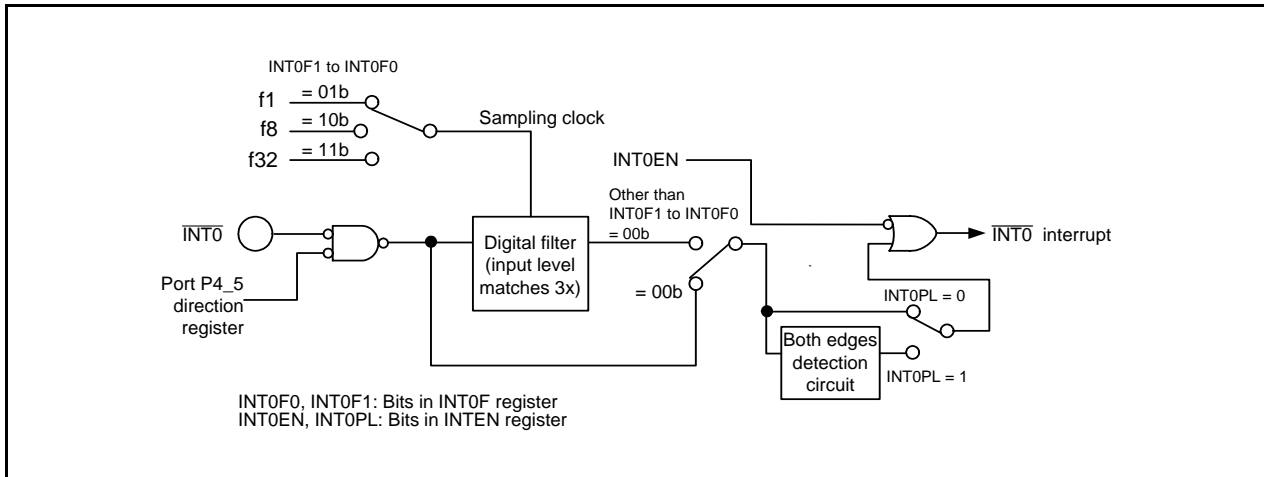 INT0F1 to INT0F0
f1
= 01b
f8
= 10b
f32
= 11b
Sampling clock
INT0EN
Other than
INT0F1 to INT0F0
= 00b
INT0
Port P4_5
direction
register
Digital filter
(input level
matches 3x)
= 00b
INT0 interrupt
INT0PL = 0
Both edges
detection
circuit
INT0PL = 1
INT0F0, INT0F1: Bits in INT0F register
INT0EN, INT0PL: Bits in INTEN register